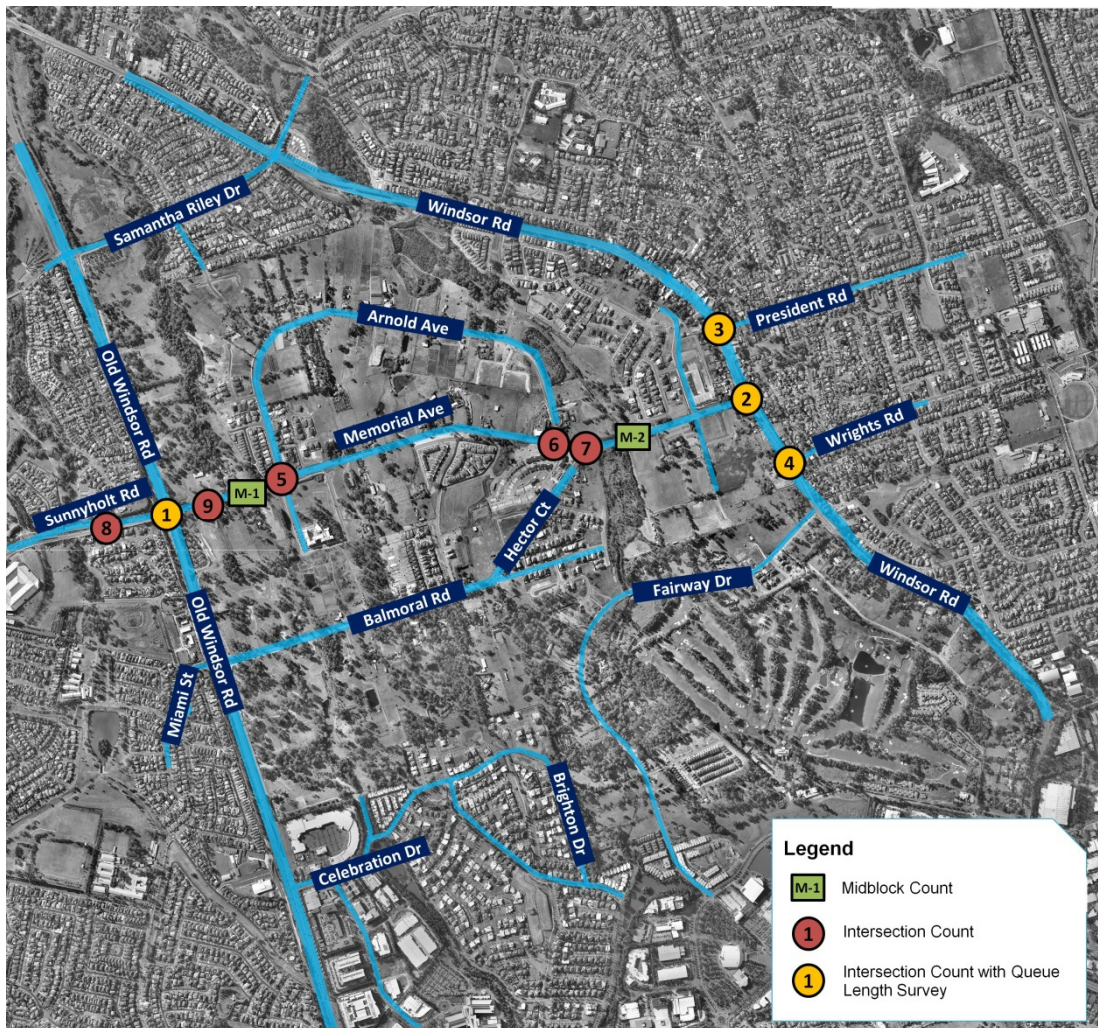 Samantha Riley Dr
Windsor Rd
President Rd
3
Arnold Ave
Old Windsor Rd
2
Memorial Ave
Wrights Rd
6
7
M-2
4
5
M-1
9
Sunnyholt Rd
8
1
Hector Ct
Old Windsor Rd
Balmoral Rd
Fairway Dr
Windsor Rd
Miami St
Brighton Dr
Celebration Dr
Legend
M-1 Midblock Count
1 Intersection Count
1 Intersection Count with Queue
Length Survey